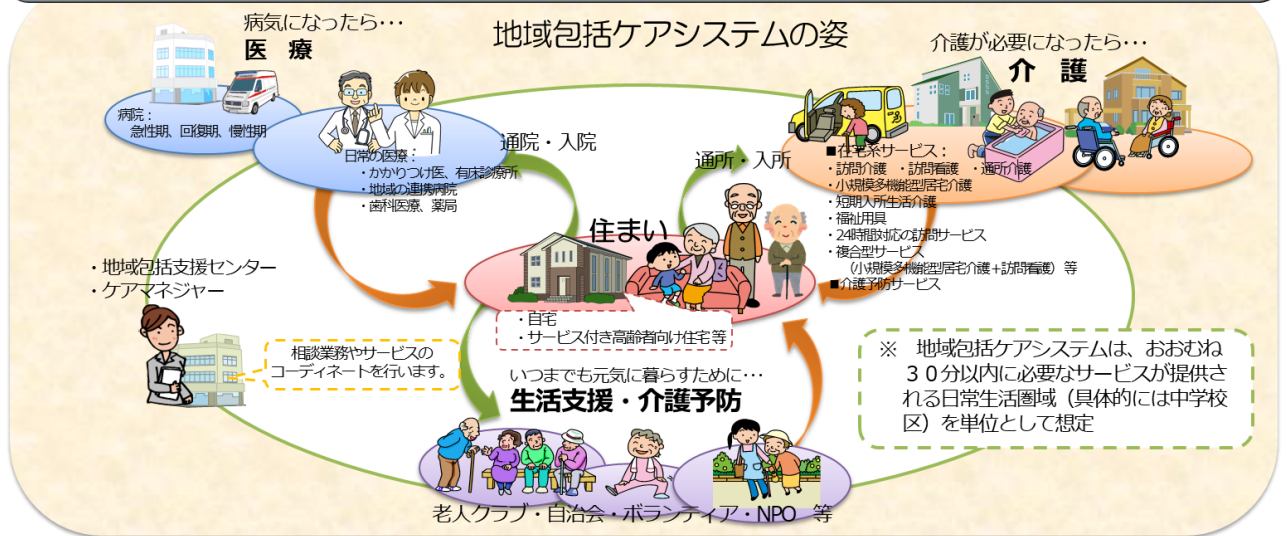 地域包括ケアシステムの姿
病気になったら･･･
医　療
病院：
急性期、回復期、慢性期
日常の医療：
・かかりつけ医、有床診療所
・地域の連携病院
・歯科医療、薬局
通院・入院
通所・入所
介護が必要になったら･･･
介　護
■在宅系サービス：
・訪問介護　・訪問看護　・通所介護
・小規模多機能型居宅介護
・短期入所生活介護
・福祉用具
・24時間対応の訪問サービス
・複合型サービス
（小規模多機能型居宅介護＋訪問看護）等
■介護予防サービス
住まい
・自宅
・サービス付き高齢者向け住宅等
・地域包括支援センター
・ケアマネジャー
相談業務やサービスの
コーディネートを行います。
いつまでも元気に暮らすために･･･
生活支援・介護予防
老人クラブ・自治会・ボランティア・NPO　等
※　地域包括ケアシステムは、おおむね
３０分以内に必要なサービスが提供さ
れる日常生活圏域（具体的には中学校
区）を単位として想定